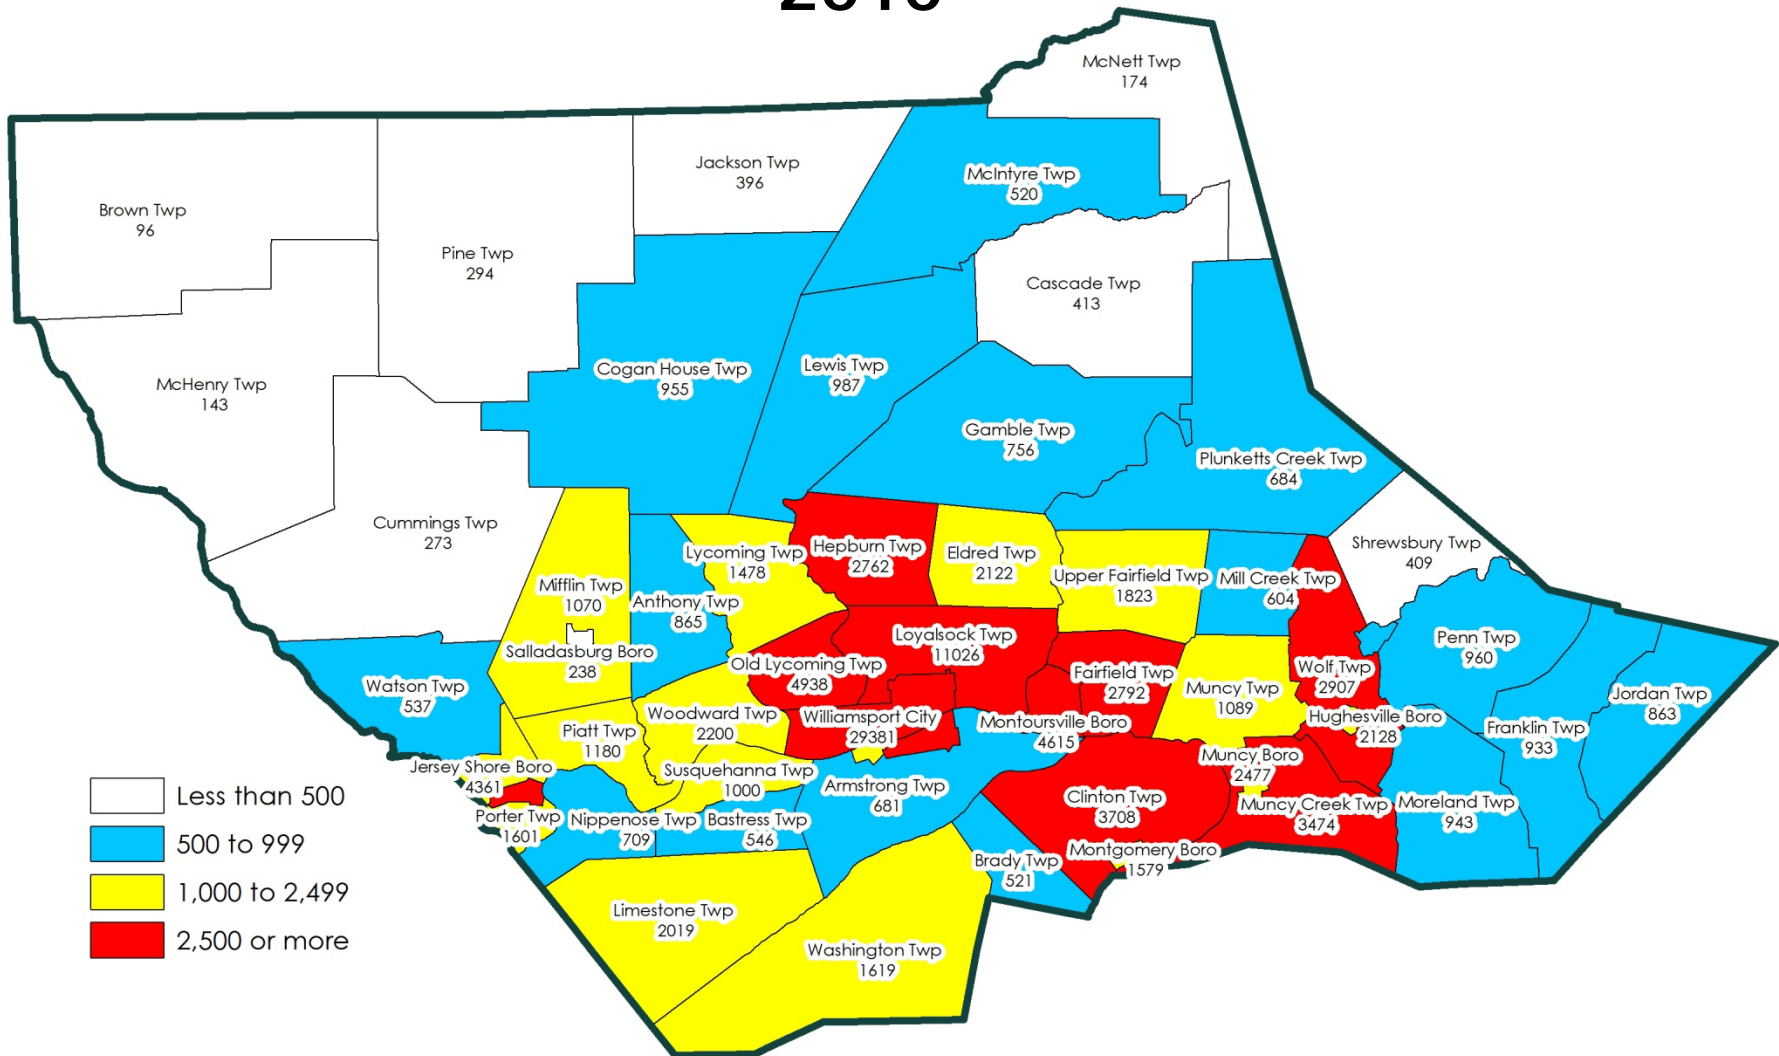 McNett Twp
174
Jackson Twp
396
McIntyre Twp
520
Brown Twp
96
Pine Twp
294
Cascade Twp
413
Cogan House Twp
955
Lewis Twp
987
McHenry Twp
143
Gamble Twp
756
Plunketts Creek Twp
684
Cummings Twp
273
Lycoming Twp
1478
Hepburn Twp
2762
Eldred Twp
2122
Upper Fairfield Twp
1823
Mill Creek Twp
604
Shrewsbury Twp
409
Mifflin Twp
1070
Anthony Twp
865
Loyalsock Twp
11026
Penn Twp
960
Salladasburg Boro
238
Old Lycoming Twp
4938
Fairfield Twp
2792
Wolf Twp
2907
Watson Twp
537
Muncy Twp
1089
Jordan Twp
863
Woodward Twp
2200
Williamsport City
29381
Montoursville Boro
4615
Hughesville Boro
2128
Franklin Twp
933
Piatt Twp
1180
Jersey Shore Boro
4361
Susquehanna Twp
1000
Armstrong Twp
681
Muncy Boro
2477
Clinton Twp
3708
Muncy Creek Twp
3474
Moreland Twp
943
Porter Twp
1601
Nippenose Twp
709
Bastress Twp
546
Brady Twp
521
Montgomery Boro
1579
Limestone Twp
2019
Washington Twp
1619
Less than 500
500 to 999
1,000 to 2,499
2,500 or more